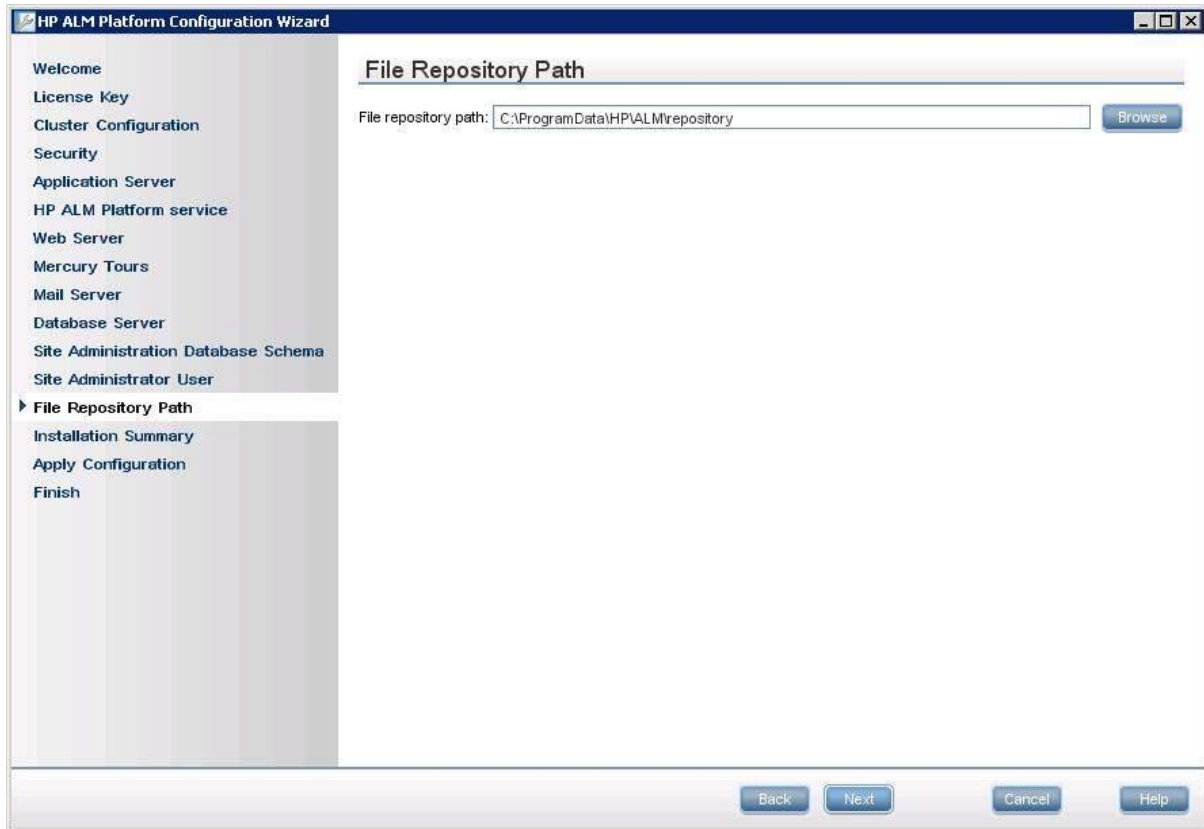 HP ALM Platform Configuration Wizard
Welcome
License Key
Cluster Configuration
Security
Application Server
HP ALM Platform service
Web Server
Mercury Tours
Mail Server
Database Server
Site Administration Database Schema
Site Administrator User
File Repository Path
Installation Summary
Apply Configuration
Finish
File Repository Path
File repository path: C:\ProgramData\HP\ALM\repository Browse
Back Next Cancel Help